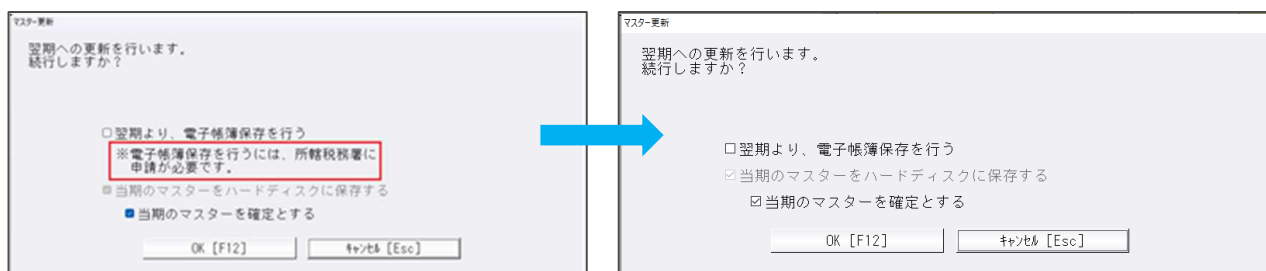 マスター更新
翌期への更新を行います。
続行しますか？
翌期より、電子帳簿保存を行う
※電子帳簿保存を行うには、所轄税務署に
申請が必要です。
当期のマスターをハードディスクに保存する
当期のマスターを確定とする
OK [F12]
ｷｬﾝｾﾙ [Esc]
マスター更新
翌期への更新を行います。
続行しますか？
翌期より、電子帳簿保存を行う
当期のマスターをハードディスクに保存する
当期のマスターを確定とする
OK [F12]
ｷｬﾝｾﾙ [Esc]